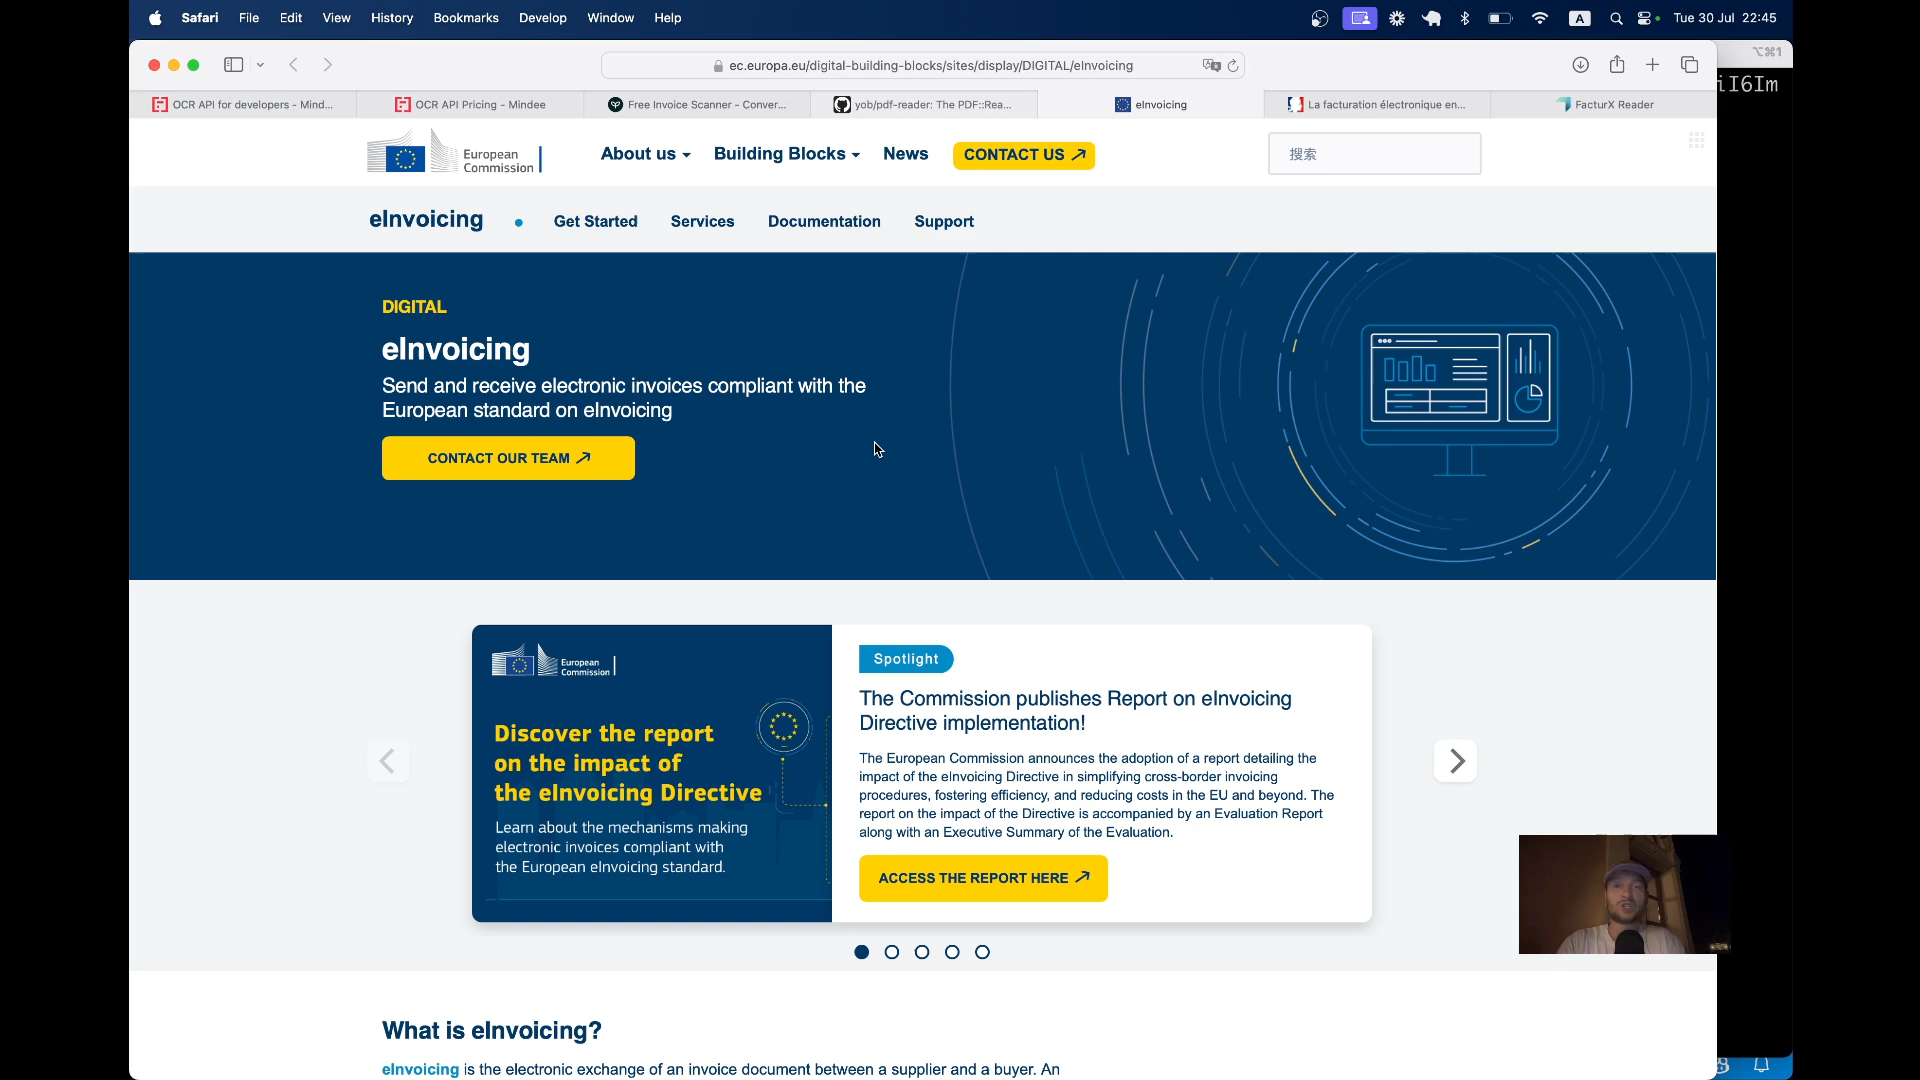 Safari File Edit View History Bookmarks Develop Window Help
A Tue 30 Jul 22:45
ec.europa.eu/digital-building-blocks/sites/display/DIGITAL/eInvoicing
⌥⌘1
iI6Im
OCR API for developers - Mind...
OCR API Pricing - Mindee
Free Invoice Scanner - Conver...
yob/pdf-reader: The PDF::Rea...
eInvoicing
La facturation électronique en...
FacturX Reader
European
Commission
About us
Building Blocks
News
CONTACT US
搜索
eInvoicing
Get Started
Services
Documentation
Support
DIGITAL
eInvoicing
Send and receive electronic invoices compliant with the
European standard on eInvoicing
CONTACT OUR TEAM
European
Commission
Discover the report
on the impact of
the eInvoicing Directive
Learn about the mechanisms making
electronic invoices compliant with
the European eInvoicing standard.
Spotlight
The Commission publishes Report on eInvoicing
Directive implementation!
The European Commission announces the adoption of a report detailing the
impact of the eInvoicing Directive in simplifying cross-border invoicing
procedures, fostering efficiency, and reducing costs in the EU and beyond. The
report on the impact of the Directive is accompanied by an Evaluation Report
along with an Executive Summary of the Evaluation.
ACCESS THE REPORT HERE
What is eInvoicing?
eInvoicing is the electronic exchange of an invoice document between a supplier and a buyer. An